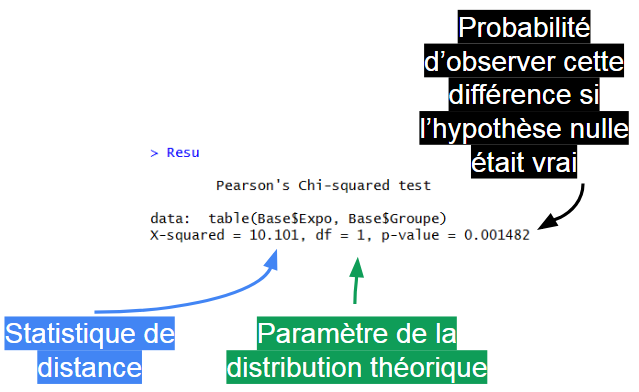 Probabilité
d’observer cette
différence si
l’hypothèse nulle
était vrai
> Resu
Pearson's Chi-squared test
data:  table(Base$Expo, Base$Groupe)
X-squared = 10.101, df = 1, p-value = 0.001482
Statistique de
distance
Paramètre de la
distribution théorique